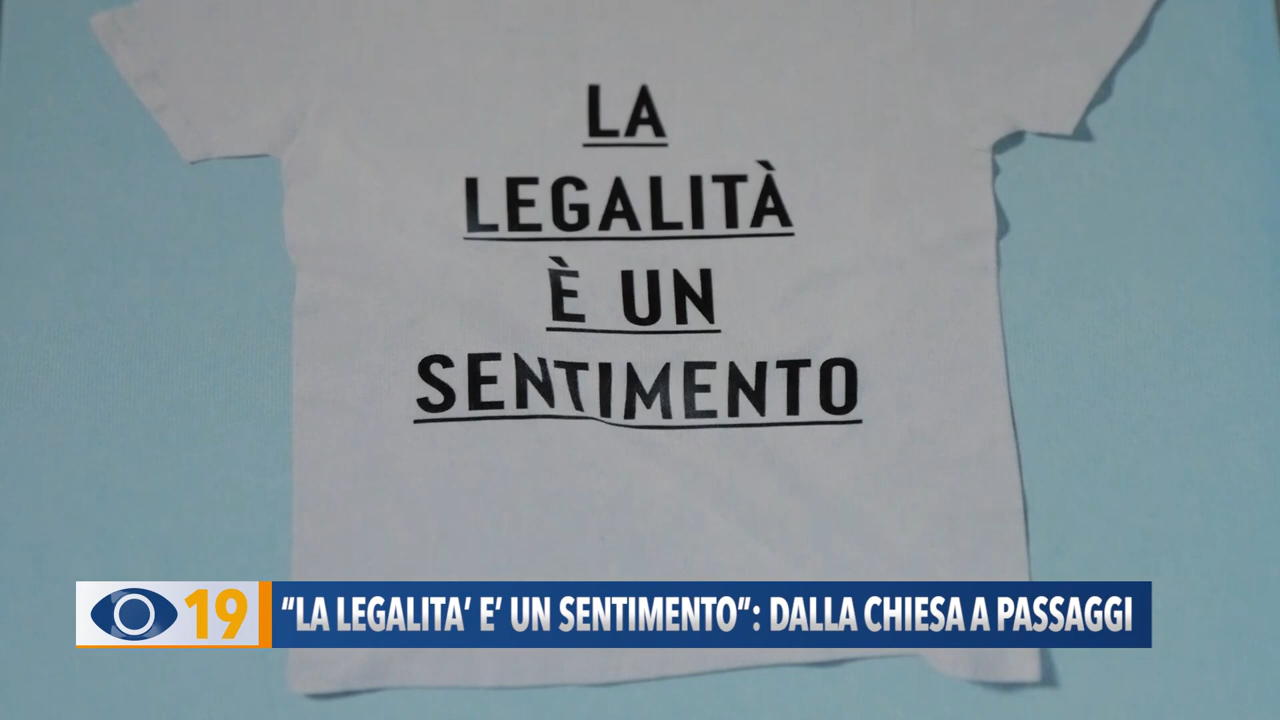 LA
LEGALITÀ
È UN
SENTIMENTO
19 “LA LEGALITA’ E’ UN SENTIMENTO”: DALLA CHIESA A PASSAGGI